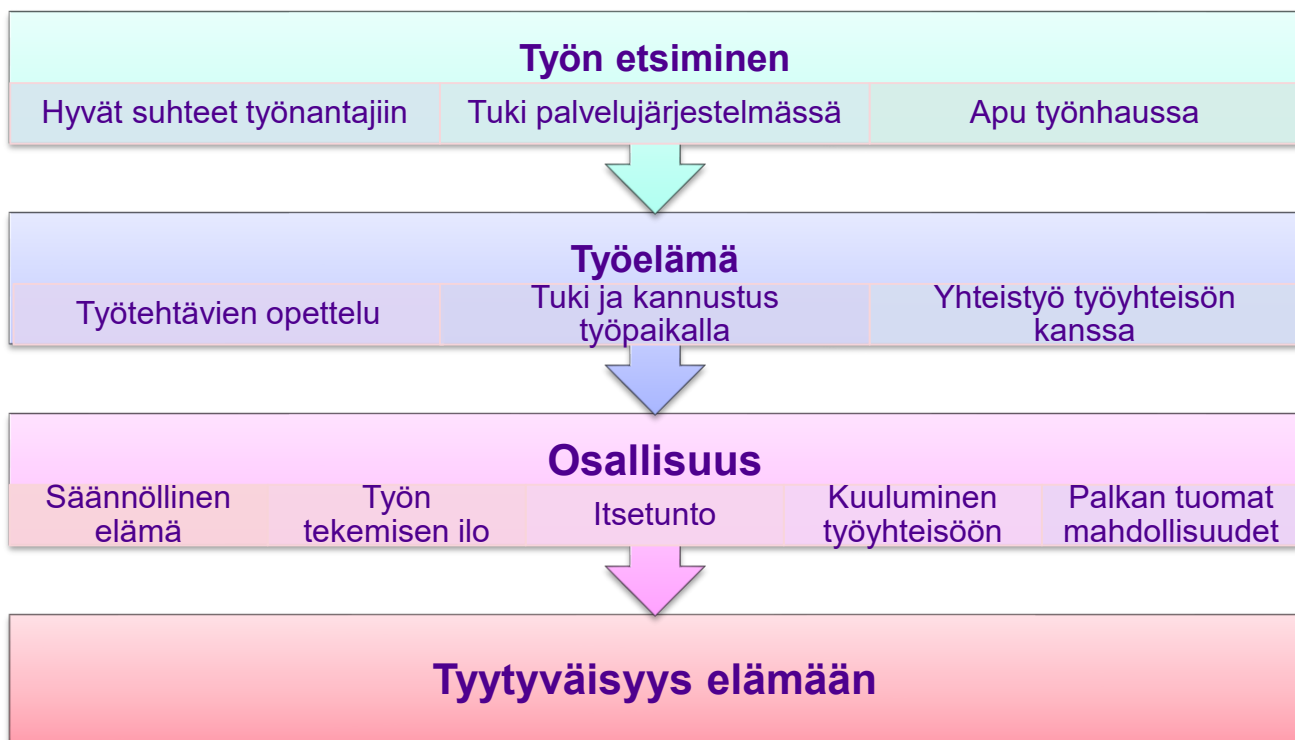 Työn etsiminen
Hyvät suhteet työnantajiin
Tuki palvelujärjestelmässä
Apu työnhaussa
Työelämä
Työtehtävien opettelu
Tuki ja kannustus
työpaikalla
Yhteistyö työyhteisön
kanssa
Osallisuus
Säännöllinen
elämä
Työn
tekemisen ilo
Itsetunto
Kuuluminen
työyhteisöön
Palkan tuomat
mahdollisuudet
Tyytyväisyys elämään